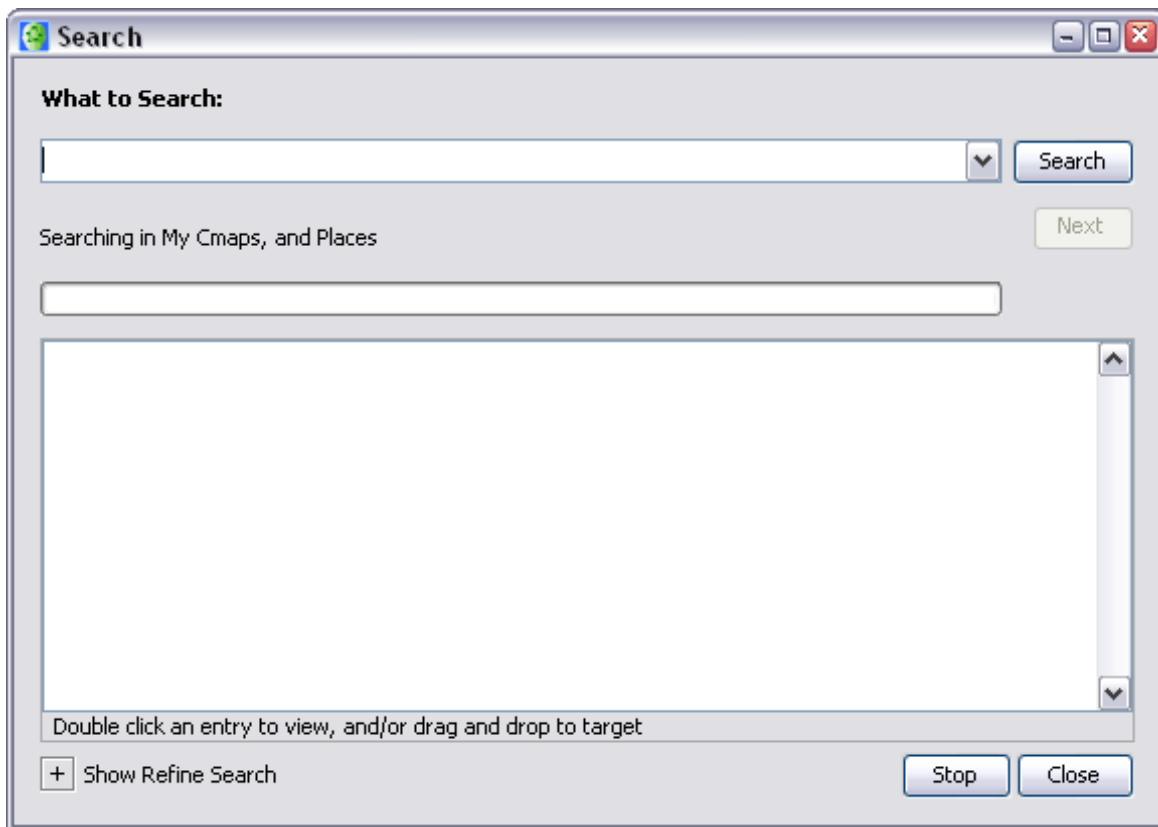 Search
What to Search:
Search
Next
Searching in My Cmaps, and Places
Double click an entry to view, and/or drag and drop to target
+ Show Refine Search
Stop
Close